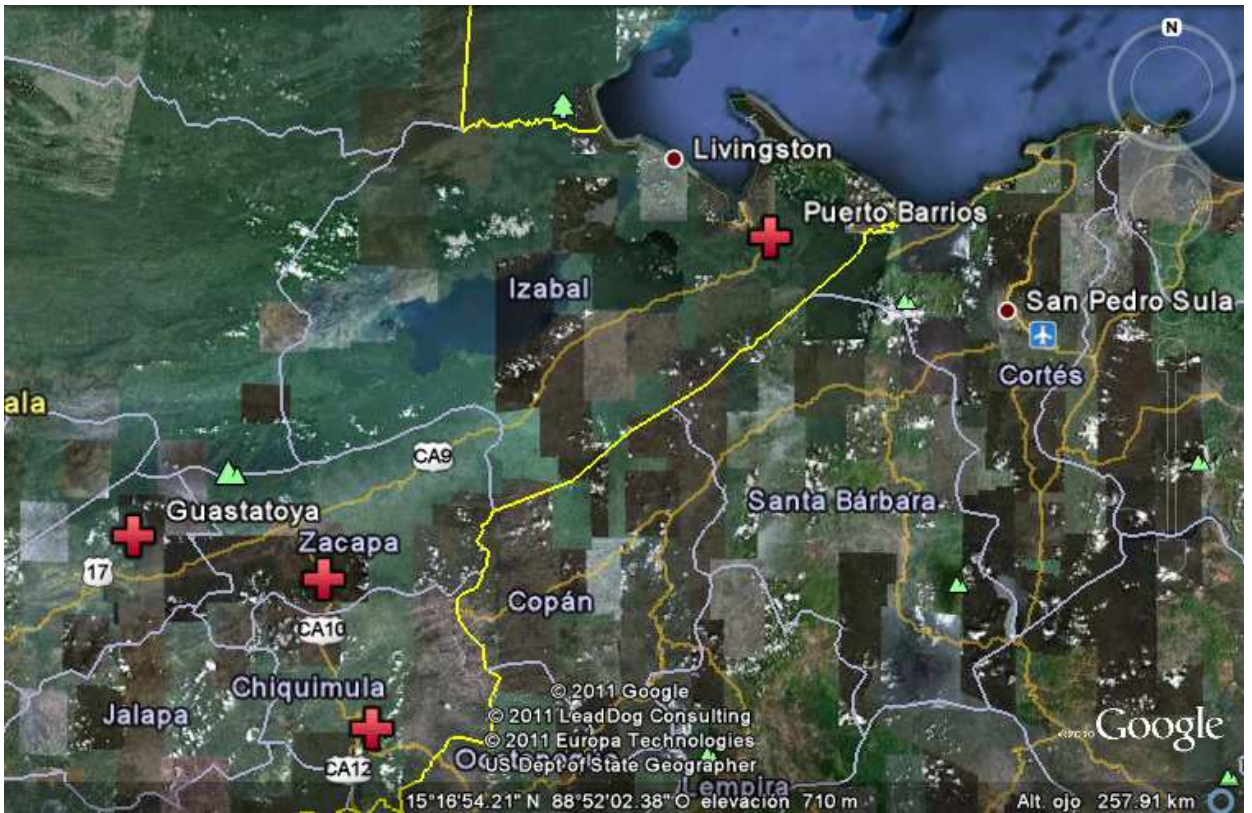 N
Livingston
Puerto Barrios
Izabal
San Pedro Sula
Cortés
ala
CA9
Guastatoya
Santa Bárbara
Zacapa
17
Copán
CA10
Chiquimula
© 2011 Google
Jalapa
© 2011 LeadDog Consulting
Google
© 2011 Europa Technologies
US Dept of State Geographer
CA12
Lempira
15°16'54.21" N 88°52'02.38" O elevación 710 m
Alt. ojo 257.91 km